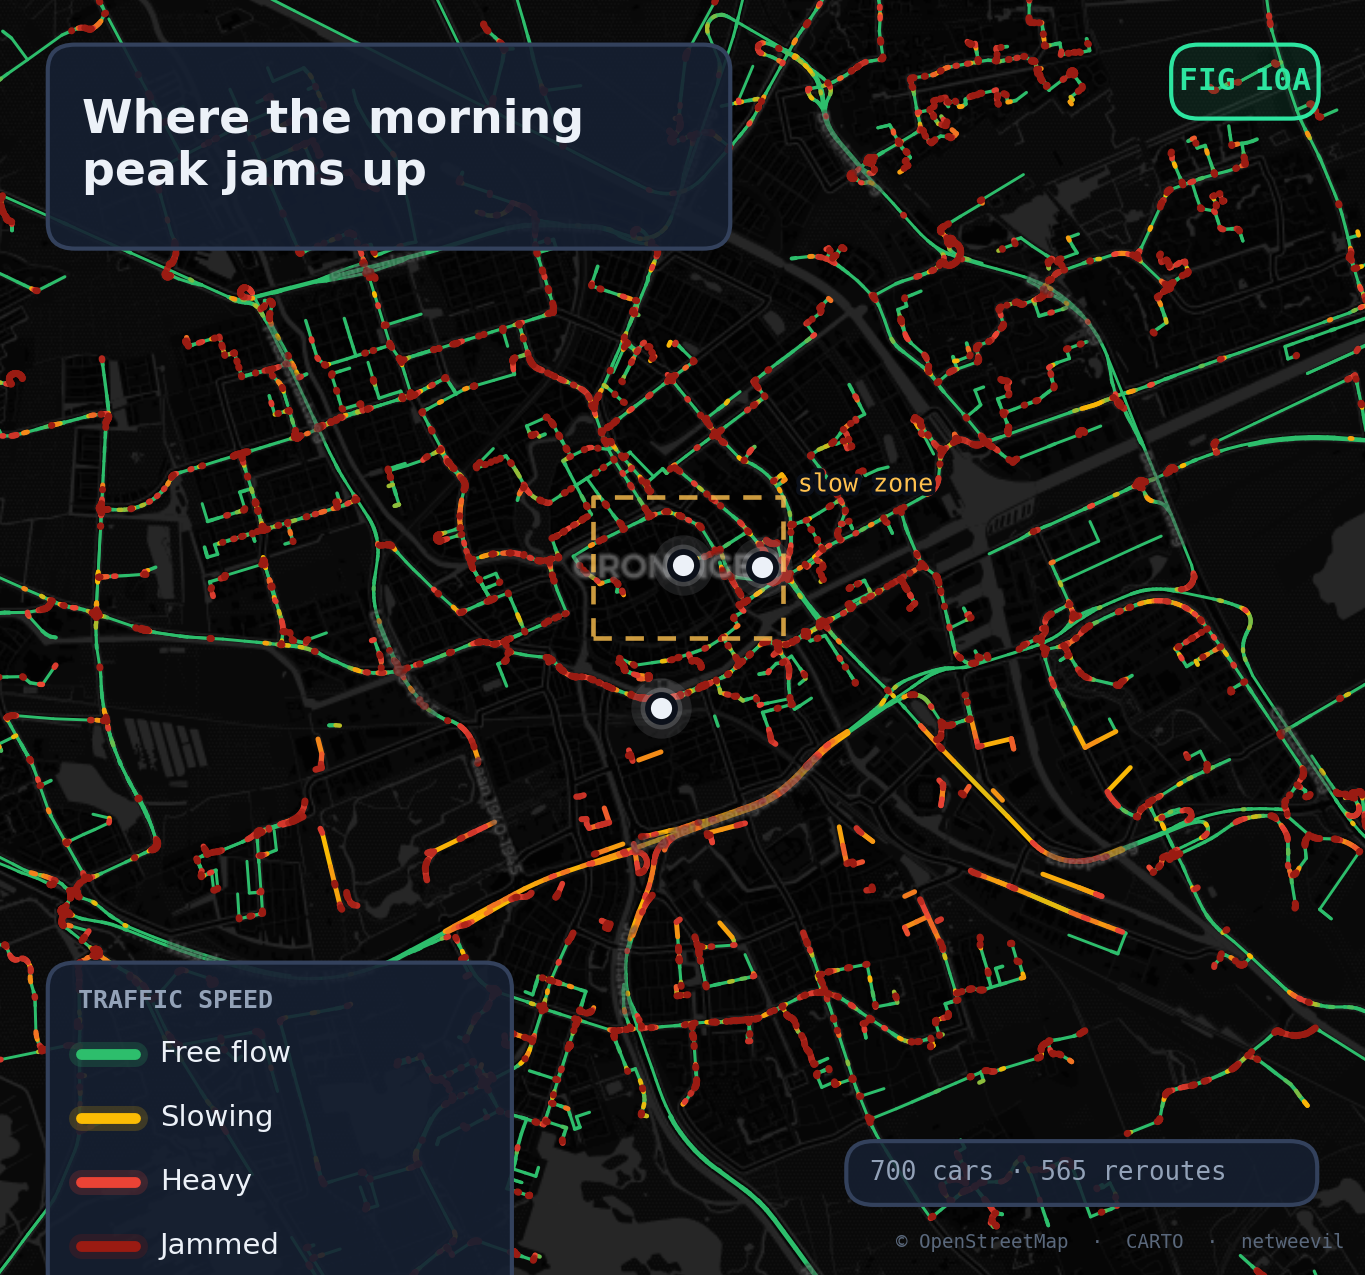 Where the morning
peak jams up
FIG 10A
slow zone
TRAFFIC SPEED
Free flow
Slowing
Heavy
Jammed
700 cars · 565 reroutes
© OpenStreetMap · CARTO · netweevil